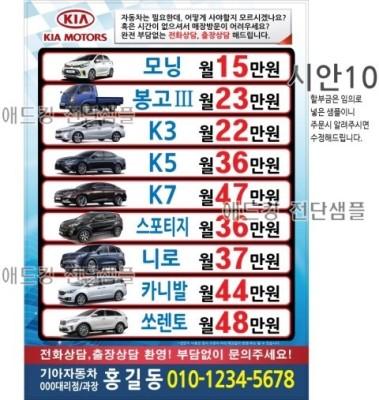 KIA
KIA MOTORS
자동차는 필요한데, 어떻게 사야할지 모르시겠나요?
혹은 시간이 없으셔서 매장방문이 어려우세요?
완전 부담없는 전화상담, 출장상담 해드립니다.
모닝 월15만원
봉고Ⅲ 월23만원
K3 월22만원
K5 월36만원
K7 월47만원
스포티지 월36만원
니로 월37만원
카니발 월44만원
쏘렌토 월48만원
전화상담,출장상담 환영! 부담없이 문의주세요!
기아자동차
000대리점/과장
홍길동 010-1234-5678
시안10
할부금은 임의로
넣은 샘플이니
주문시 알려주시면
수정해드립니다.
애드킹 전단샘플
애드킹 전단샘플
애드킹 전단샘플